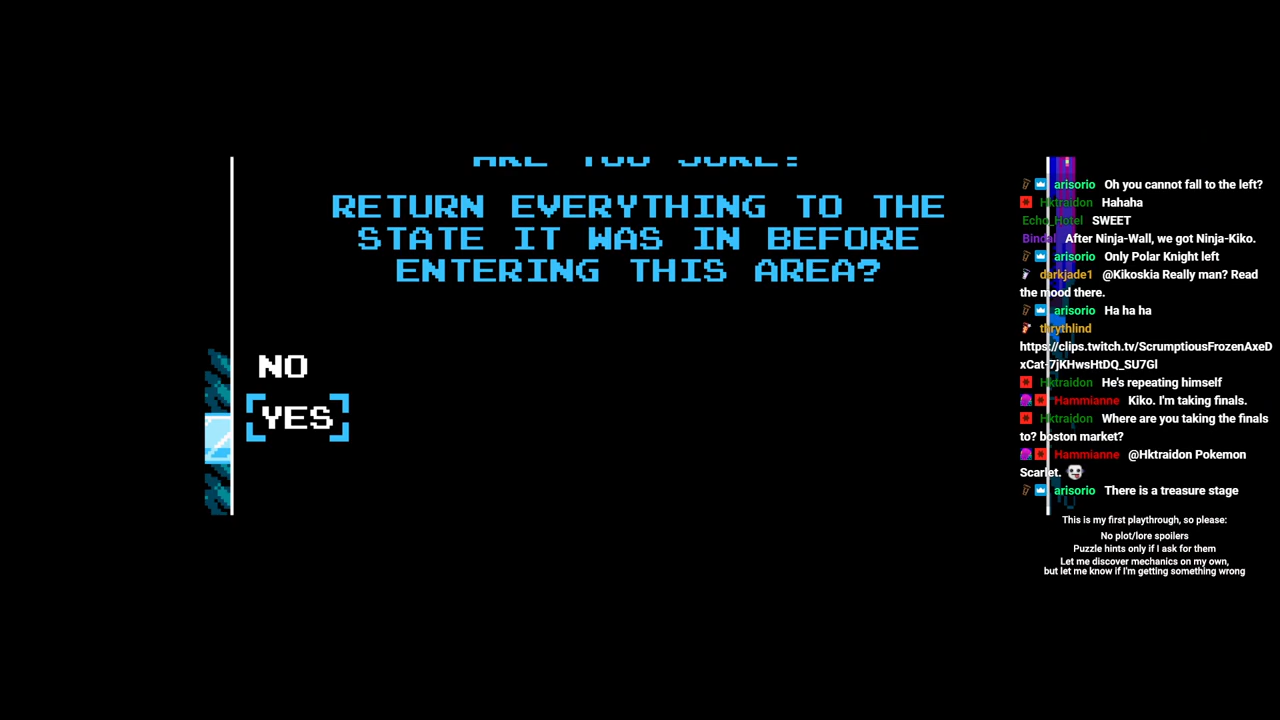 ARE YOU SURE?
RETURN EVERYTHING TO THE
STATE IT WAS IN BEFORE
ENTERING THIS AREA?
NO
YES
arisorio Oh you cannot fall to the left?
Hktraidon Hahaha
Echo_Hotel SWEET
Bindal After Ninja-Wall, we got Ninja-Kiko.
arisorio Only Polar Knight left
darkjade1 @Kikoskia Really man? Read
the mood there.
arisorio Ha ha ha
thrythlind
https://clips.twitch.tv/ScrumptiousFrozenAxeD
xCat-7jKHwsHtDQ_SU7Gl
Hktraidon He's repeating himself
Hammianne Kiko. I'm taking finals.
Hktraidon Where are you taking the finals
to? boston market?
Hammianne @Hktraidon Pokemon
Scarlet.
arisorio There is a treasure stage
This is my first playthrough, so please:
No plot/lore spoilers
Puzzle hints only if I ask for them
Let me discover mechanics on my own,
but let me know if I'm getting something wrong